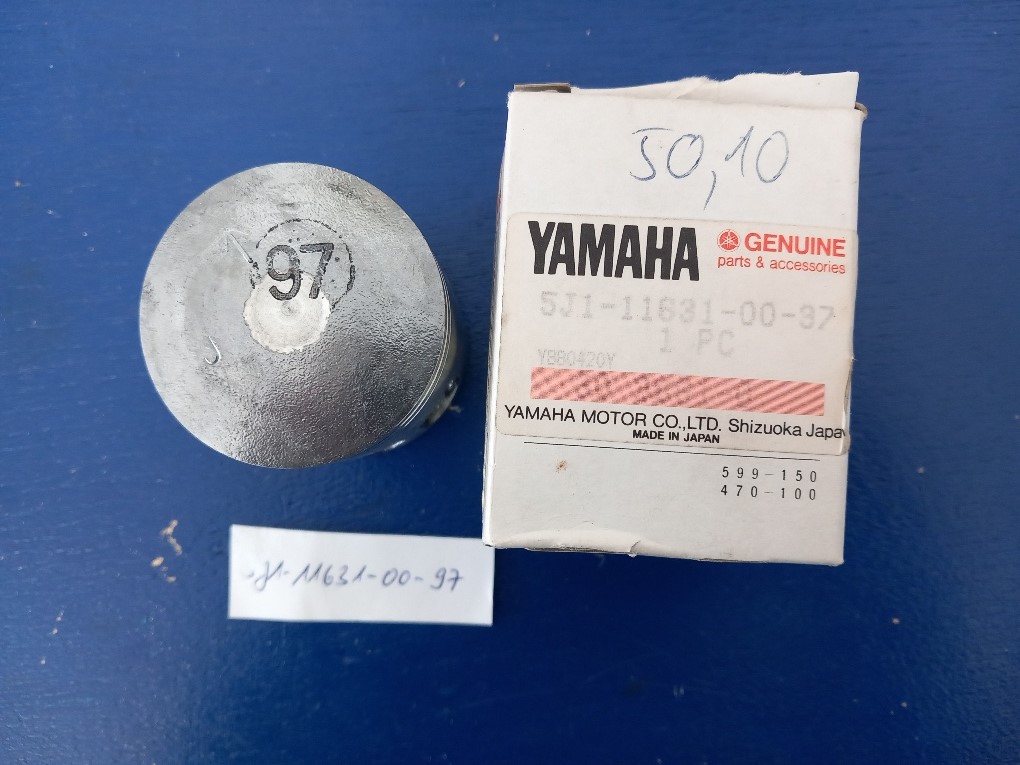 97
50,10
YAMAHA
GENUINE
parts & accessories
5J1-11631-00-97
1 PC
YBB0420Y
YAMAHA MOTOR CO.,LTD. Shizuoka Japa
MADE IN JAPAN
599-150
470-100
J1-11631-00-97